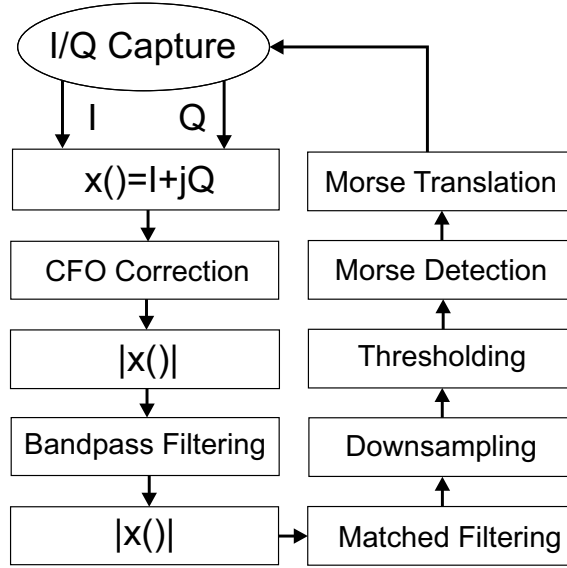 I/Q Capture
I
Q
x()=I+jQ
CFO Correction
|x()|
Bandpass Filtering
|x()|
Matched Filtering
Downsampling
Thresholding
Morse Detection
Morse Translation